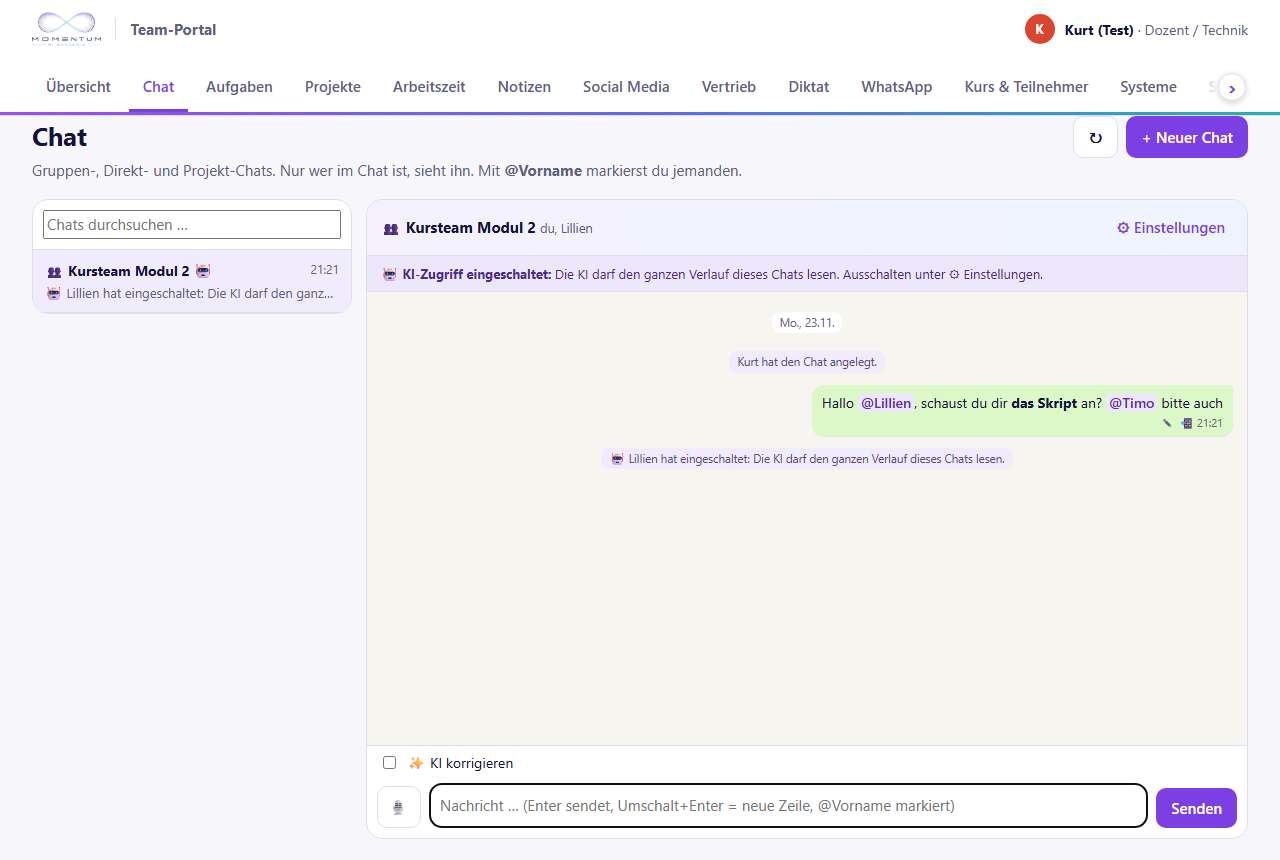 MOMENTUM
Team-Portal
K
Kurt (Test) · Dozent / Technik
Übersicht
Chat
Aufgaben
Projekte
Arbeitszeit
Notizen
Social Media
Vertrieb
Diktat
WhatsApp
Kurs & Teilnehmer
Systeme
Chat
+ Neuer Chat
Gruppen-, Direkt- und Projekt-Chats. Nur wer im Chat ist, sieht ihn. Mit @Vorname markierst du jemanden.
Chats durchsuchen ...
Kursteam Modul 2
21:21
Lillien hat eingeschaltet: Die KI darf den ganz...
Kursteam Modul 2 du, Lillien
Einstellungen
KI-Zugriff eingeschaltet: Die KI darf den ganzen Verlauf dieses Chats lesen. Ausschalten unter ⚙ Einstellungen.
Mo., 23.11.
Kurt hat den Chat angelegt.
Hallo @Lillien, schaust du dir das Skript an? @Timo bitte auch
21:21
Lillien hat eingeschaltet: Die KI darf den ganzen Verlauf dieses Chats lesen.
KI korrigieren
Nachricht ... (Enter sendet, Umschalt+Enter = neue Zeile, @Vorname markiert)
Senden